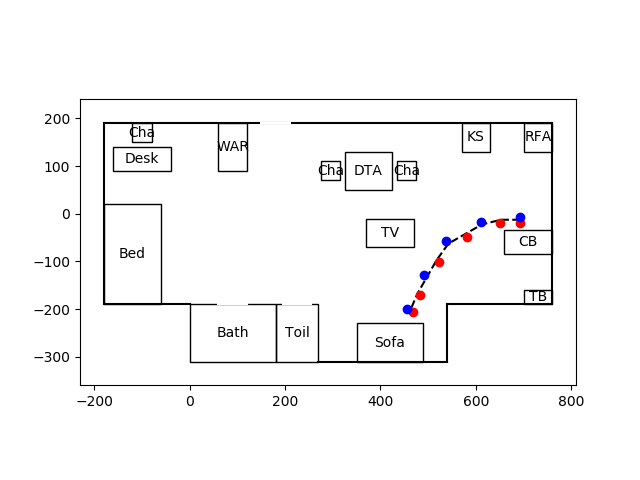 200
100
0
−100
−200
−300
−200
0
200
400
600
800
Cha
Desk
WAR
Cha
DTA
Cha
KS
RFA
TV
CB
Bed
TB
Bath
Toil
Sofa